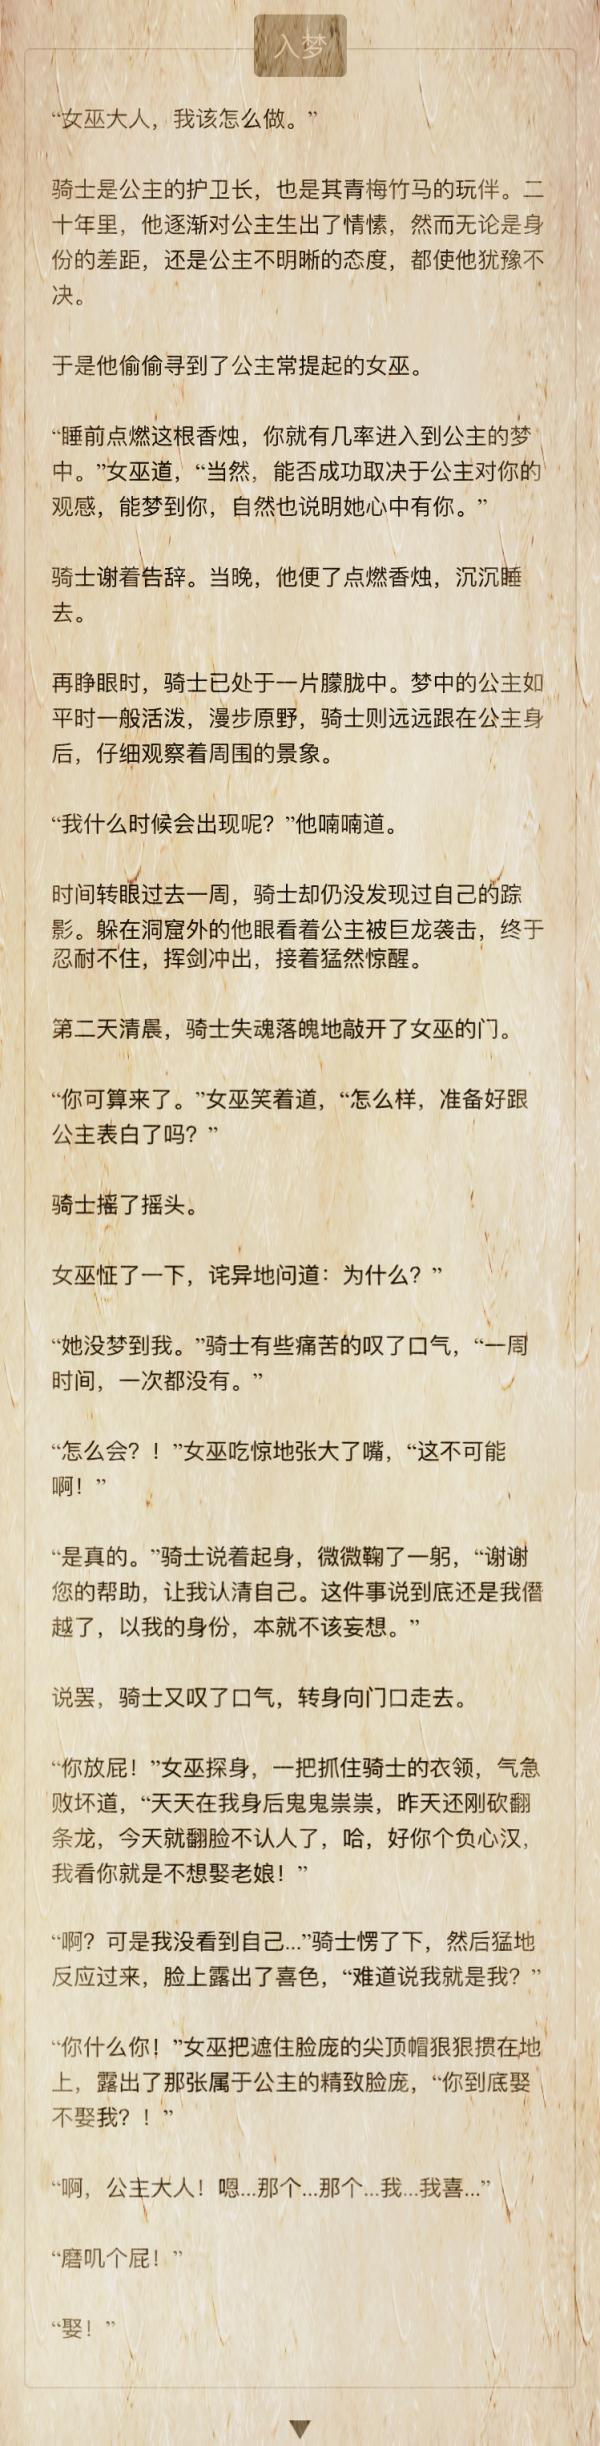 入梦
“女巫大人，我该怎么做。”
骑士是公主的护卫长，也是其青梅竹马的玩伴。二
十年里，他逐渐对公主生出了情愫，然而无论是身
份的差距，还是公主不明晰的态度，都使他犹豫不
决。
于是他偷偷寻到了公主常提起的女巫。
“睡前点燃这根香烛，你就有几率进入到公主的梦
中。”女巫道，“当然，能否成功取决于公主对你的
观感，能梦到你，自然也说明她心中有你。”
骑士谢着告辞。当晚，他便了点燃香烛，沉沉睡
去。
再睁眼时，骑士已处于一片朦胧中。梦中的公主如
平时一般活泼，漫步原野，骑士则远远跟在公主身
后，仔细观察着周围的景象。
“我什么时候会出现呢？”他喃喃道。
时间转眼过去一周，骑士却仍没发现过自己的踪
影。躲在洞窟外的他眼看着公主被巨龙袭击，终于
忍耐不住，挥剑冲出，接着猛然惊醒。
第二天清晨，骑士失魂落魄地敲开了女巫的门。
“你可算来了。”女巫笑着道，“怎么样，准备好跟
公主表白了吗？”
骑士摇了摇头。
女巫怔了一下，诧异地问道：为什么？”
“她没梦到我。”骑士有些痛苦的叹了口气，“一周
时间，一次都没有。”
“怎么会？！”女巫吃惊地张大了嘴，“这不可能
啊！”
“是真的。”骑士说着起身，微微鞠了一躬，“谢谢
您的帮助，让我认清自己。这件事说到底还是我僭
越了，以我的身份，本就不该妄想。”
说罢，骑士又叹了口气，转身向门口走去。
“你放屁！”女巫探身，一把抓住骑士的衣领，气急
败坏道，“天天在我身后鬼鬼祟祟，昨天还刚砍翻
条龙，今天就翻脸不认人了，哈，好你个负心汉，
我看你就是不想娶老娘！”
“啊？可是我没看到自己...”骑士愣了下，然后猛地
反应过来，脸上露出了喜色，“难道说我就是我？”
“你什么你！”女巫把遮住脸庞的尖顶帽狠狠掼在地
上，露出了那张属于公主的精致脸庞，“你到底娶
不娶我？！”
“啊，公主大人！嗯...那个...那个...我...我喜...”
“磨叽个屁！”
“娶！”